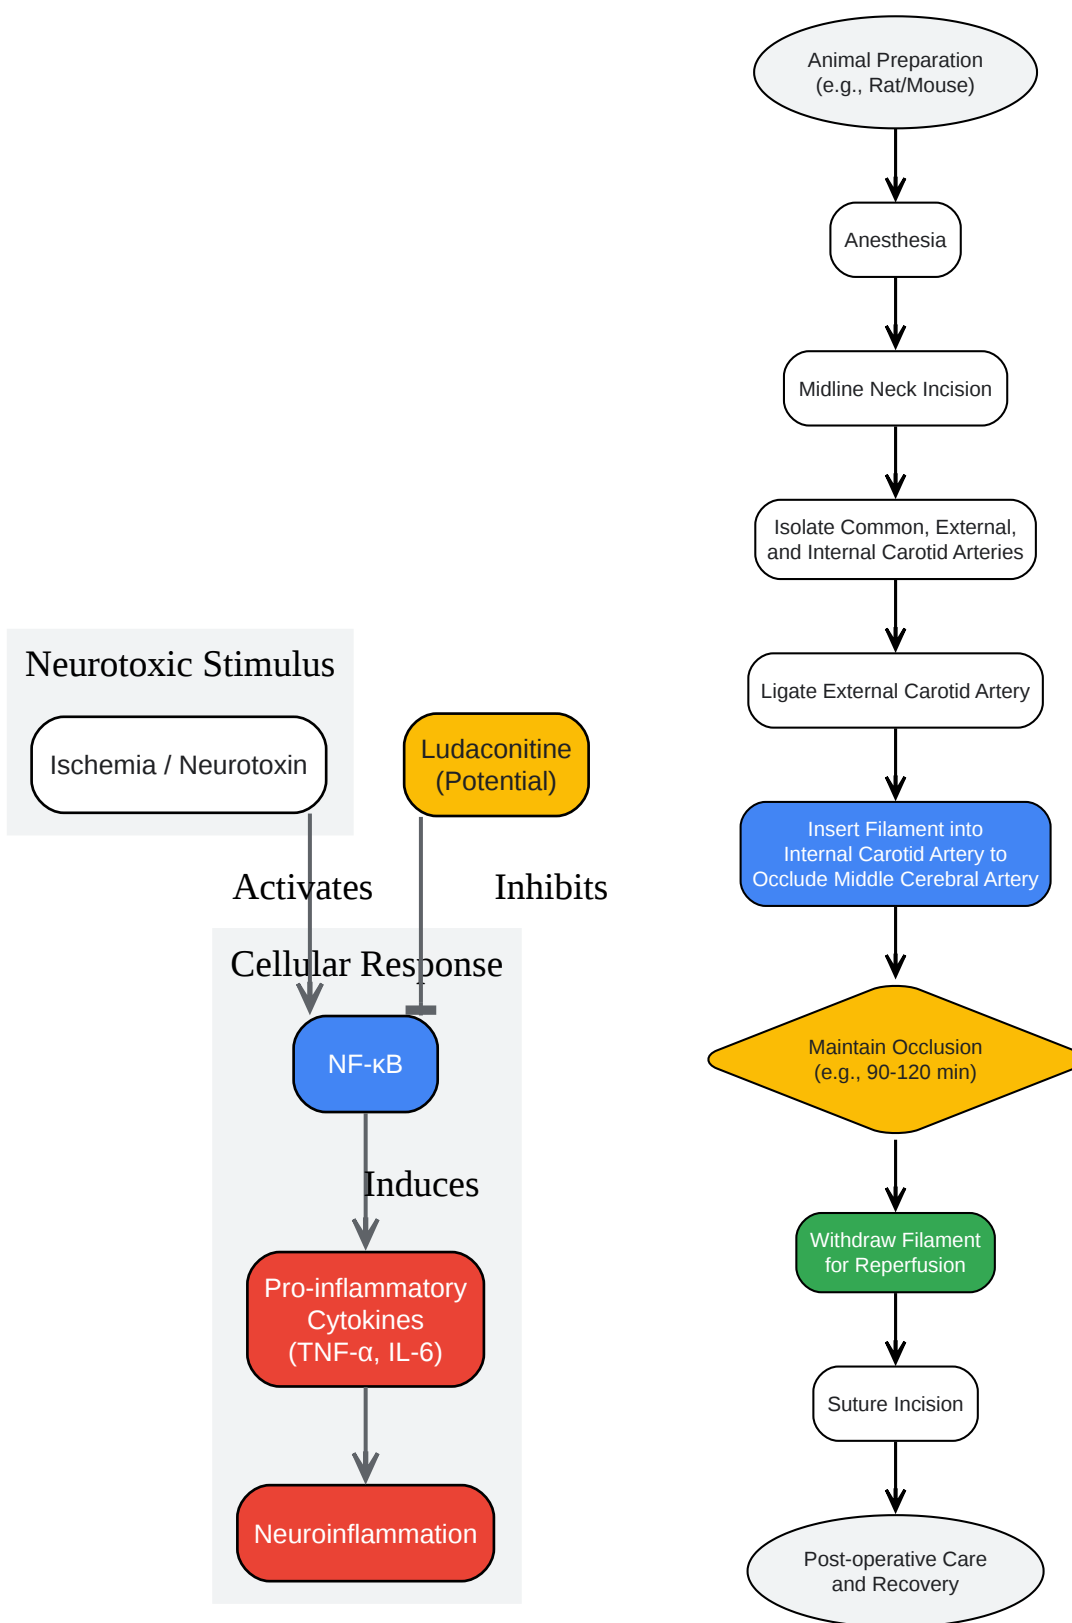 Neurotoxic Stimulus
Ischemia / Neurotoxin
Ludaconitine
(Potential)
Activates
Inhibits
Cellular Response
NF-κB
Induces
Pro-inflammatory
Cytokines
(TNF-α, IL-6)
Neuroinflammation
Animal Preparation
(e.g., Rat/Mouse)
Anesthesia
Midline Neck Incision
Isolate Common, External,
and Internal Carotid Arteries
Ligate External Carotid Artery
Insert Filament into
Internal Carotid Artery to
Occlude Middle Cerebral Artery
Maintain Occlusion
(e.g., 90-120 min)
Withdraw Filament
for Reperfusion
Suture Incision
Post-operative Care
and Recovery